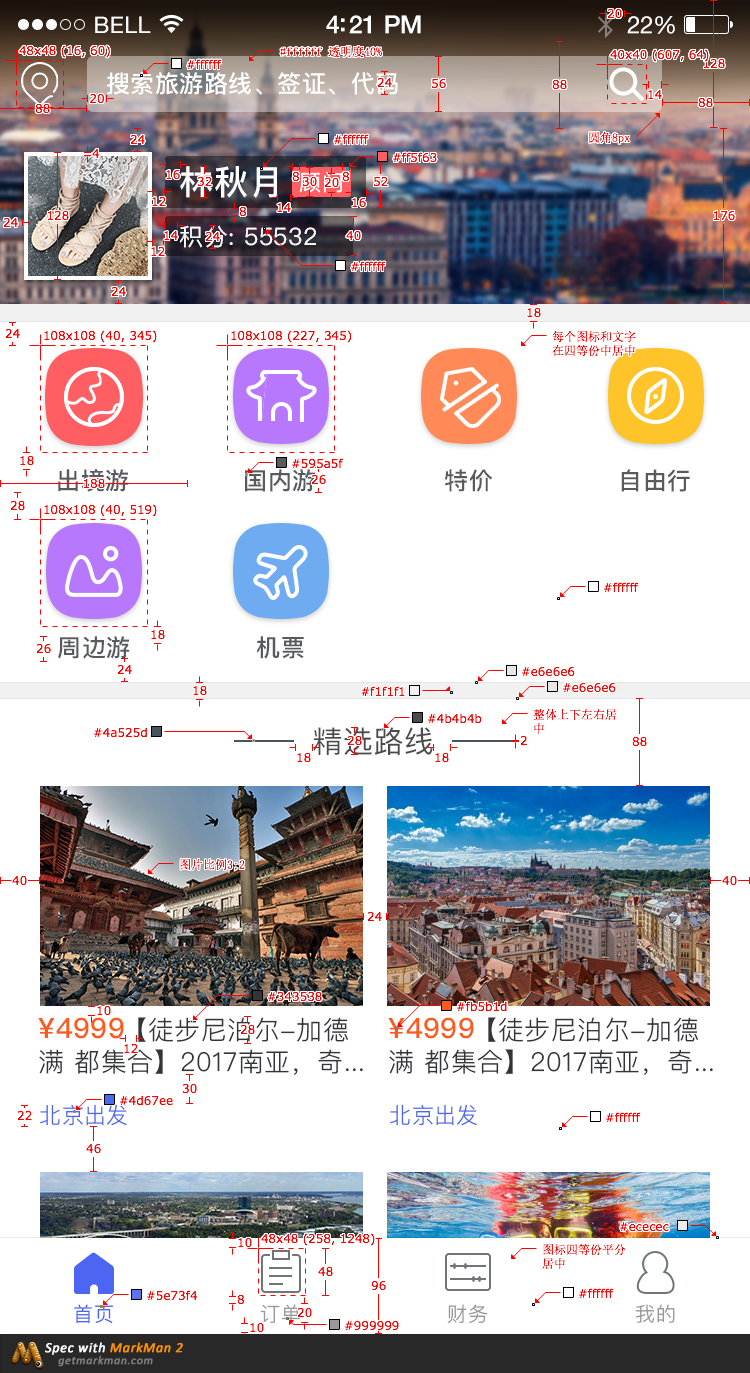 BELL 4:21 PM 20 22%
48x48 (16, 60) #ffffff #ffffff 透明度40% 40x40 (607, 64) 128
搜索旅游路线、签证、代码 24 56 88 14
88 20 88
24 #ffffff 圆角8px
4 #ff5f63
林秋月 顾问
16 32 8 30 20 8 52
128 12 8 14 16 176
24 14 24 40
积分: 55532
12 #ffffff
24
18
24 108x108 (40, 345) 108x108 (227, 345) 每个图标和文字
在四等份中居中
18 #595a5f
出境游 国内游 特价 自由行
188 26
28 108x108 (40, 519)
#ffffff
18
26 周边游 机票
24 #e6e6e6
18 #f1f1f1 #e6e6e6
#4a525d #4b4b4b 整体上下左右居
中
精选路线 28 2 88
18 18
图片比例3:2
40 24 40
#343538 #fb5b1d
10
¥4999【徒步尼泊尔-加德
满 都集合】2017南亚，奇...
¥4999【徒步尼泊尔-加德
满 都集合】2017南亚，奇...
28
12
30
#4d67ee
22 北京出发 北京出发 #ffffff
46
#ececec
10 48x48 (258, 1248) 图标四等份平分
居中
48 96
8 #5e73f4 #ffffff
首页 订单 财务 我的
20
10 #999999
Spec with MarkMan 2
getmarkman.com